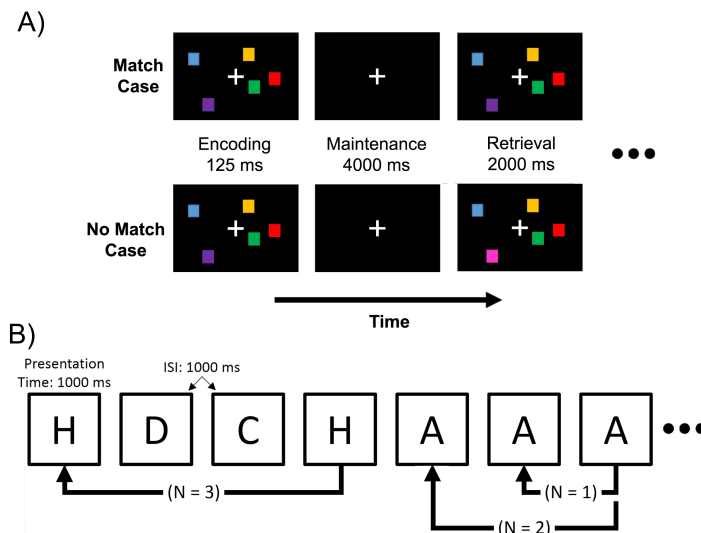 A)
Match
Case
Encoding
125 ms
Maintenance
4000 ms
Retrieval
2000 ms
No Match
Case
Time
B)
Presentation
Time: 1000 ms
ISI: 1000 ms
H D C H A A A
(N = 3)
(N = 1)
(N = 2)